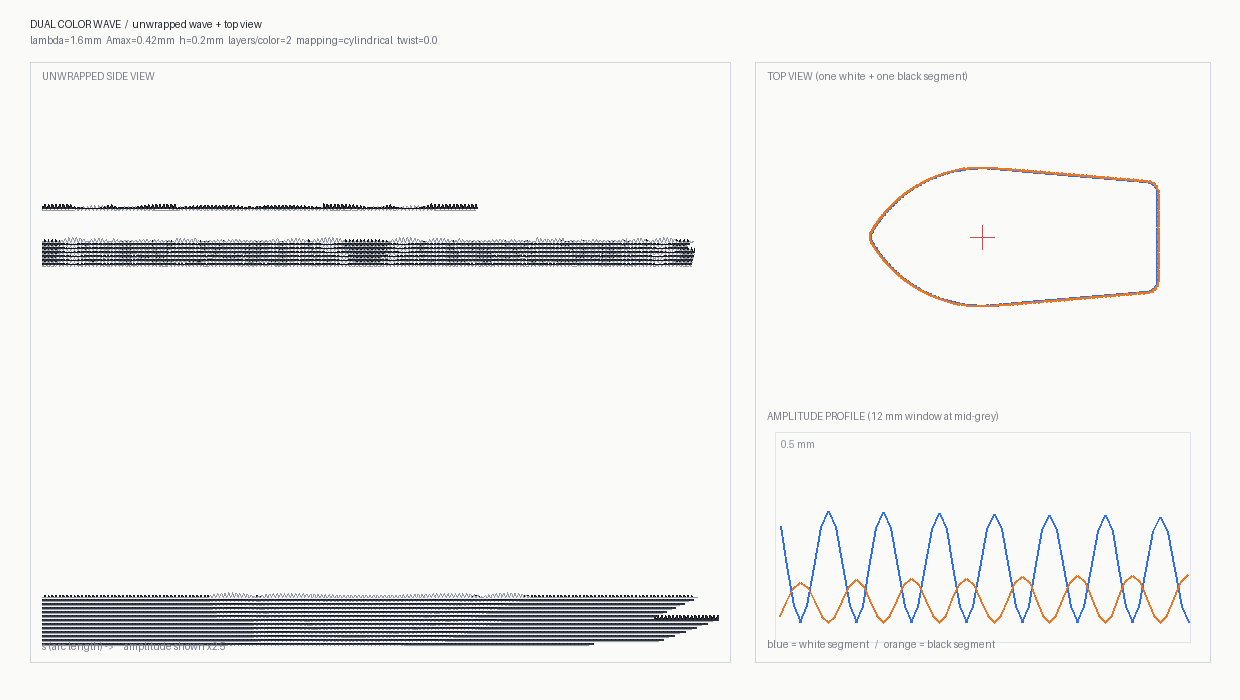 DUAL COLOR WAVE / unwrapped wave + top view
lambda=1.6mm Amax=0.42mm h=0.2mm layers/color=2 mapping=cylindrical twist=0.0
UNWRAPPED SIDE VIEW
s (arc length) -> amplitude shown x2.5
TOP VIEW (one white + one black segment)
AMPLITUDE PROFILE (12 mm window at mid-grey)
0.5 mm
blue = white segment / orange = black segment